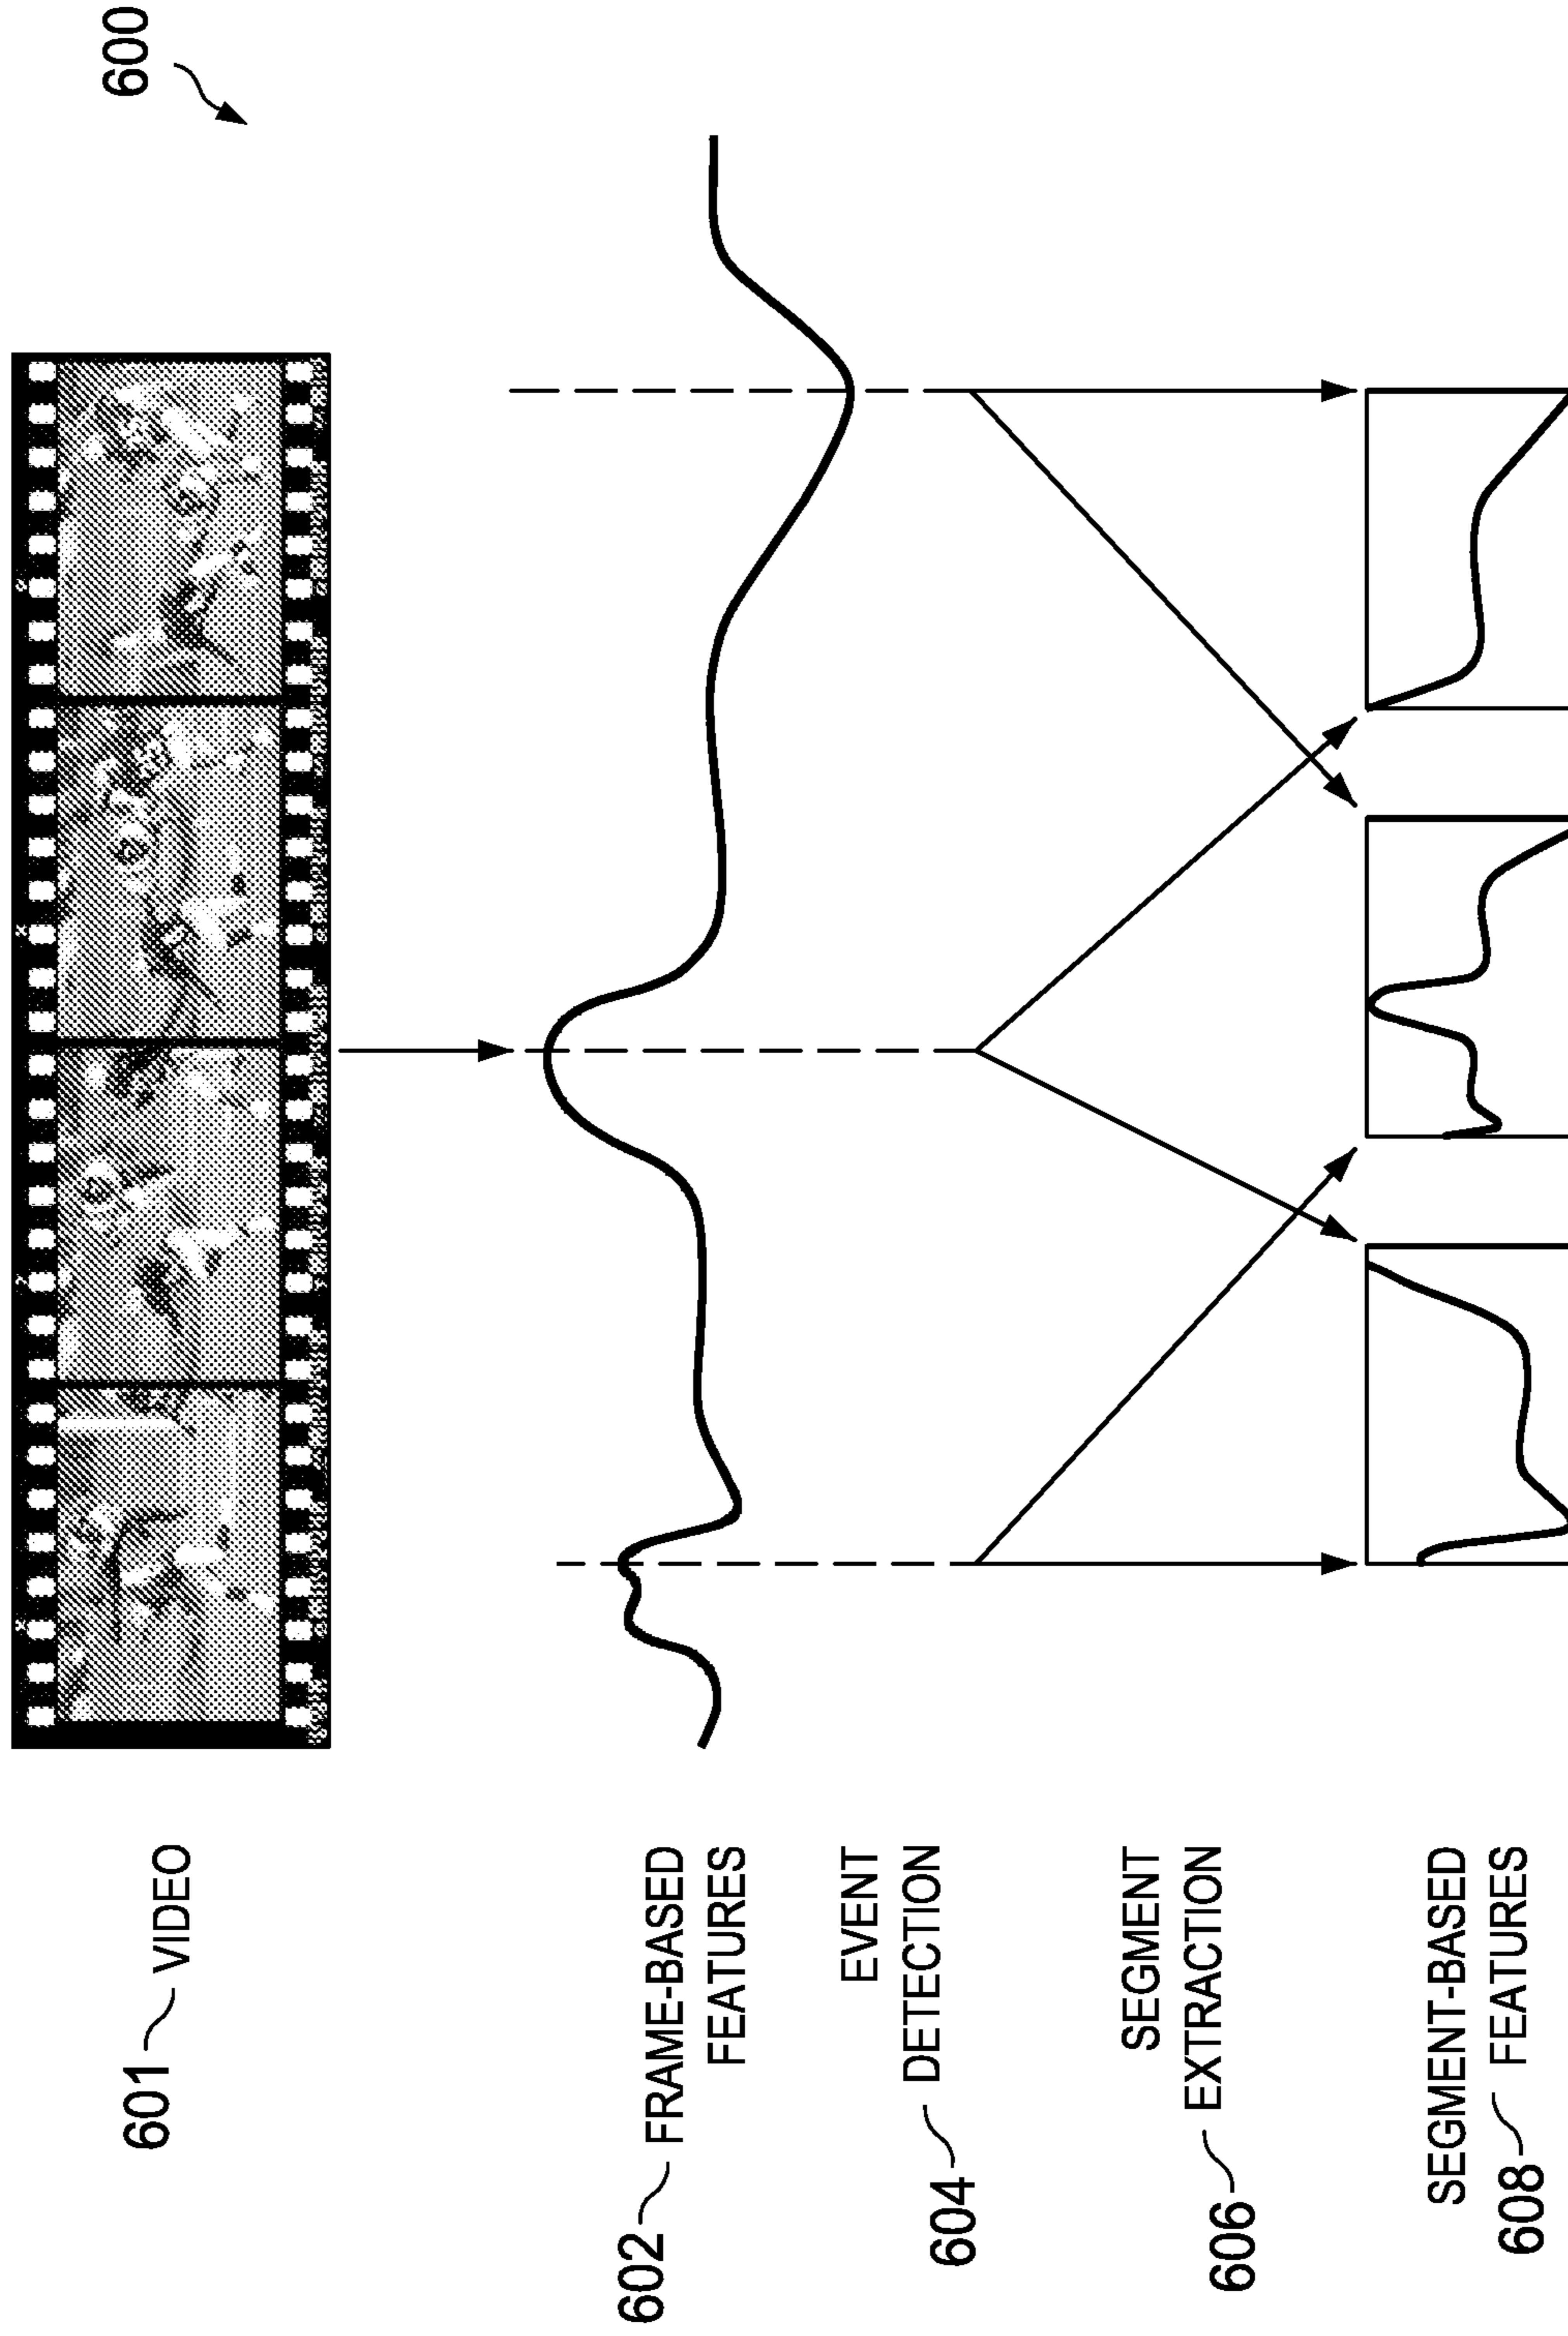 600
601 VIDEO
602 FRAME-BASED
FEATURES
EVENT
604 DETECTION
SEGMENT
606 EXTRACTION
SEGMENT-BASED
608 FEATURES